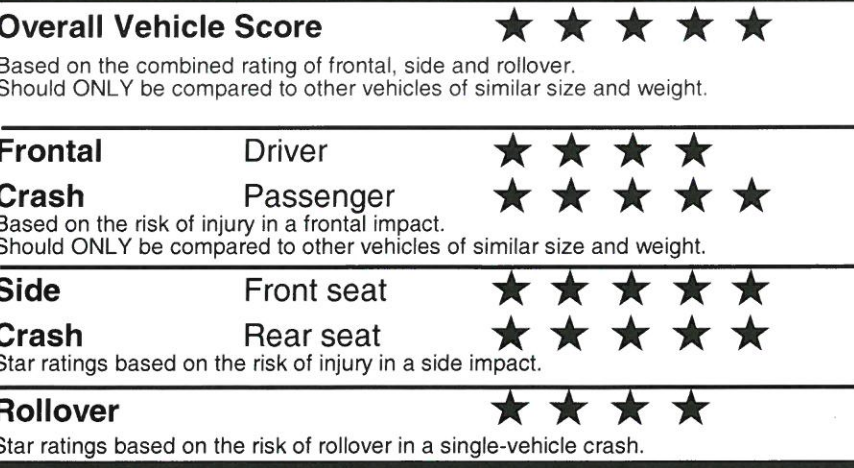 Overall Vehicle Score ★ ★ ★ ★ ★
Based on the combined rating of frontal, side and rollover.
Should ONLY be compared to other vehicles of similar size and weight.
Frontal Driver ★ ★ ★ ★
Crash Passenger ★ ★ ★ ★ ★
Based on the risk of injury in a frontal impact.
Should ONLY be compared to other vehicles of similar size and weight.
Side Front seat ★ ★ ★ ★ ★
Crash Rear seat ★ ★ ★ ★ ★
Star ratings based on the risk of injury in a side impact.
Rollover ★ ★ ★ ★
Star ratings based on the risk of rollover in a single-vehicle crash.